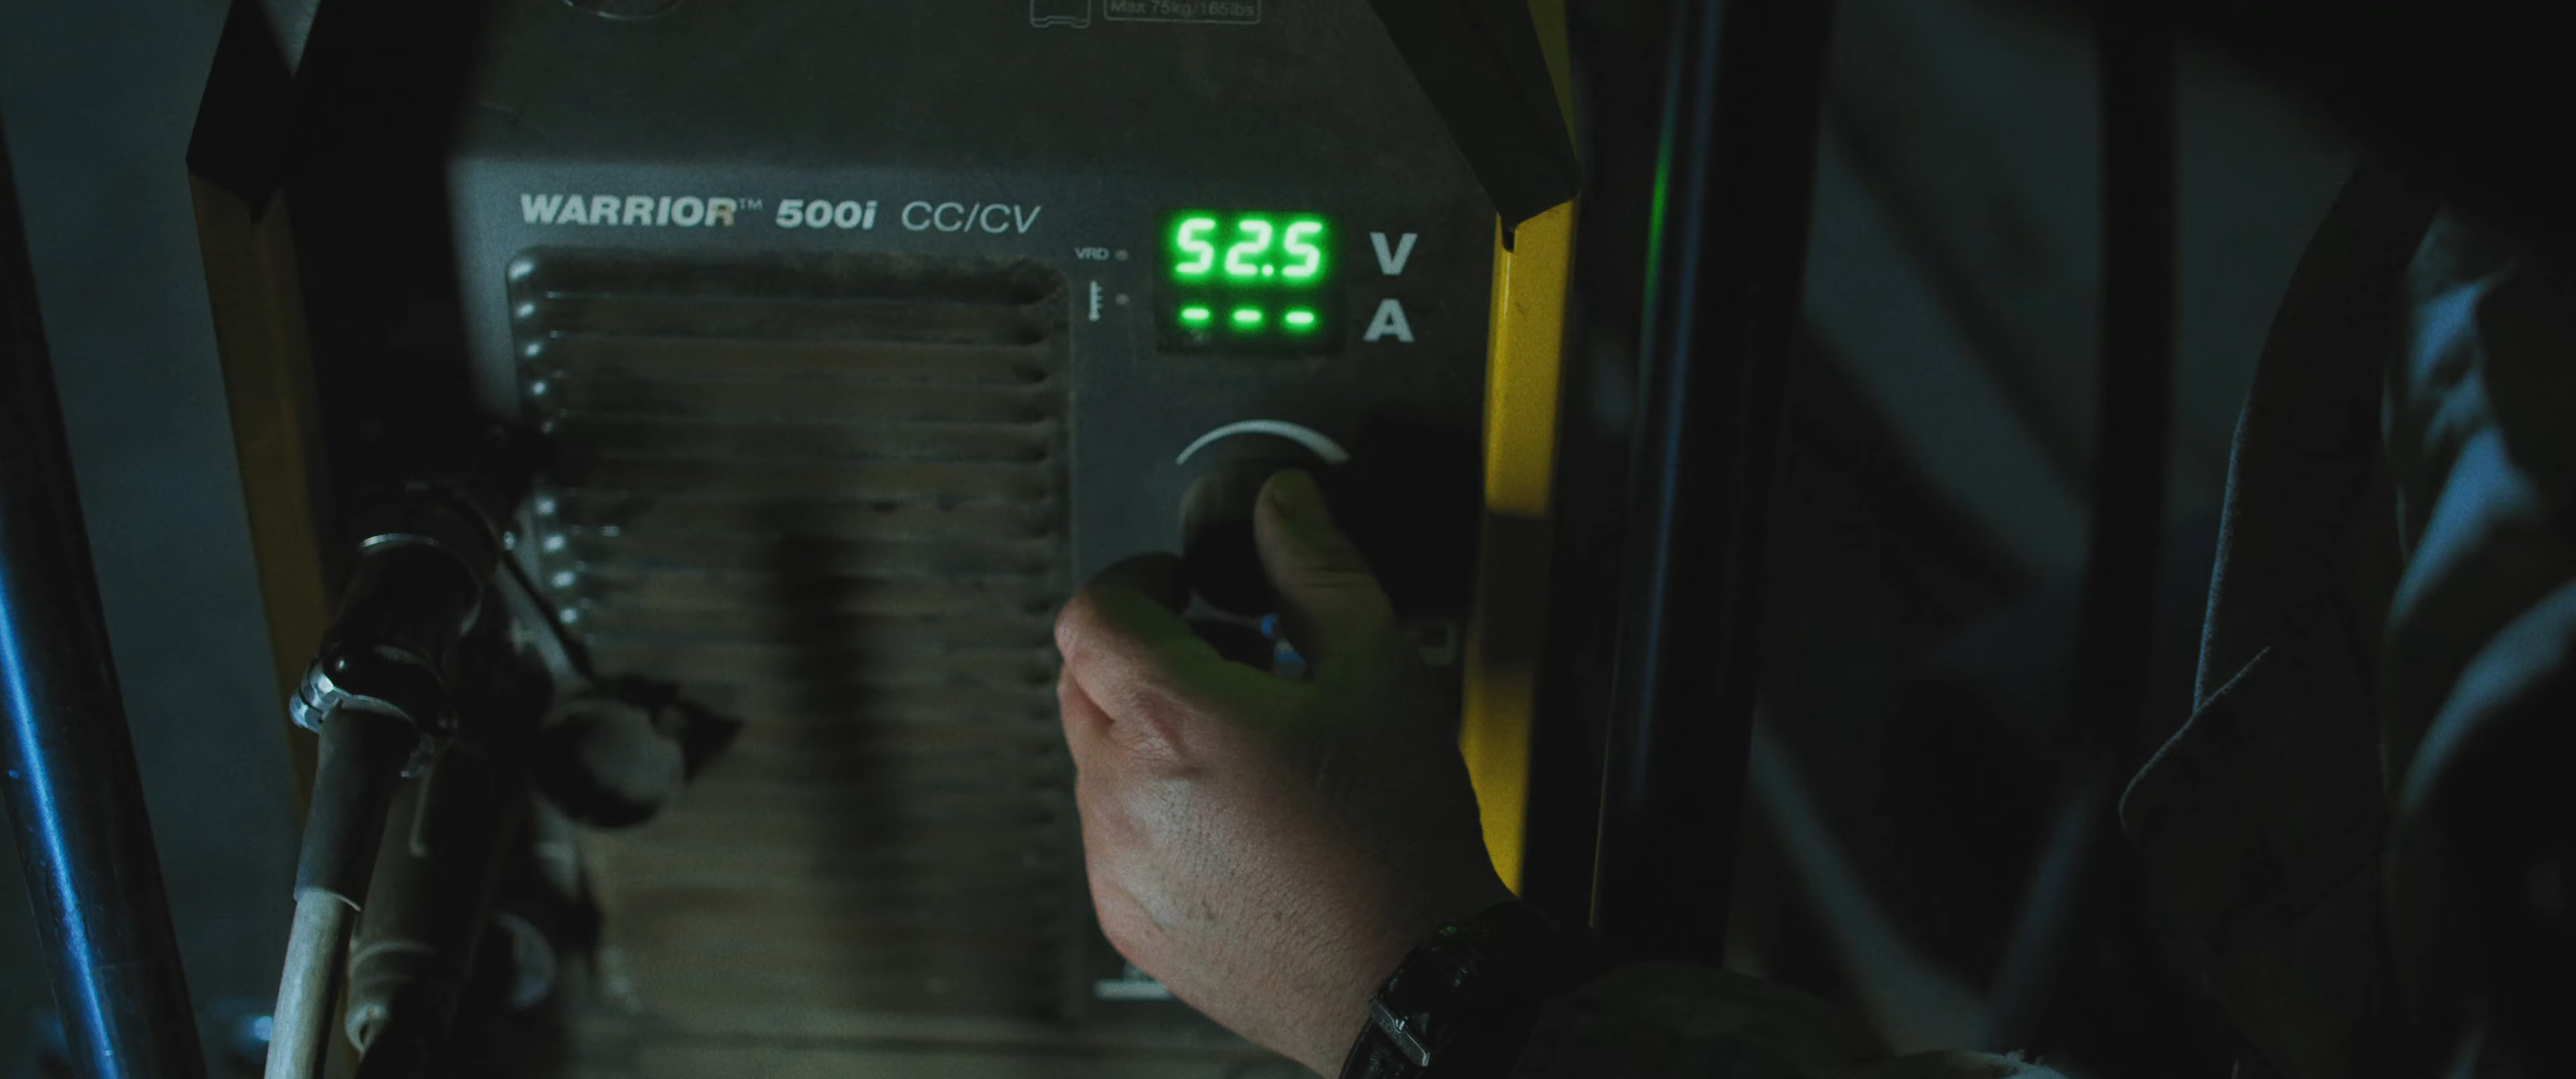 Max 75kg/165lbs
WARRIOR™ 500i CC/CV
VRD
52.5 V
--- A